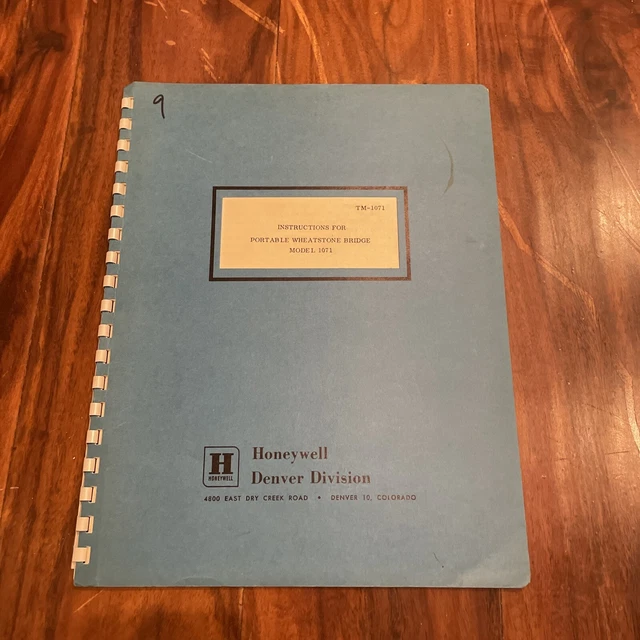 9
TM-1071
INSTRUCTIONS FOR
PORTABLE WHEATSTONE BRIDGE
MODEL 1071
H
HONEYWELL
Honeywell
Denver Division
4800 EAST DRY CREEK ROAD • DENVER 10, COLORADO